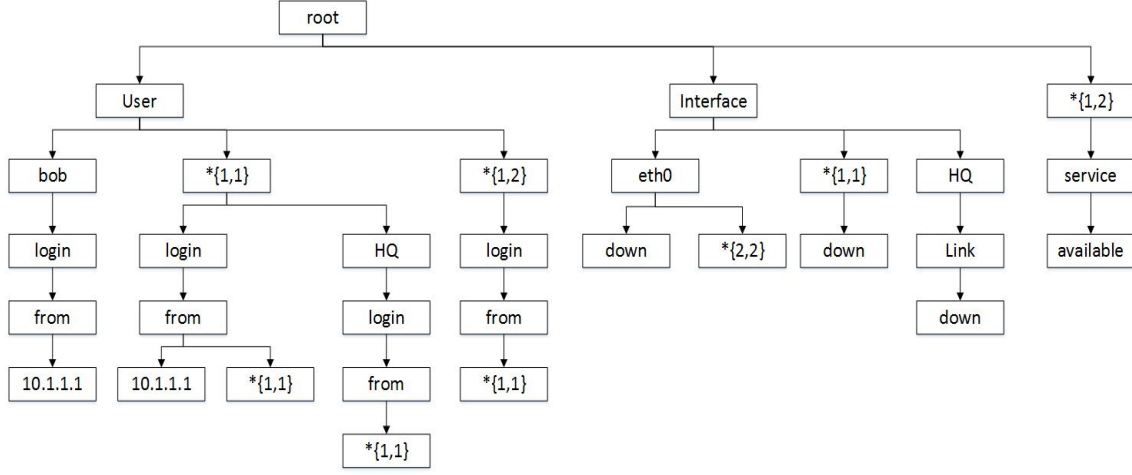 root
User
Interface
*{1,2}
bob
*{1,1}
*{1,2}
eth0
*{1,1}
HQ
service
login
login
HQ
login
down
*{2,2}
down
Link
available
from
from
login
from
down
10.1.1.1
10.1.1.1
*{1,1}
from
*{1,1}
*{1,1}